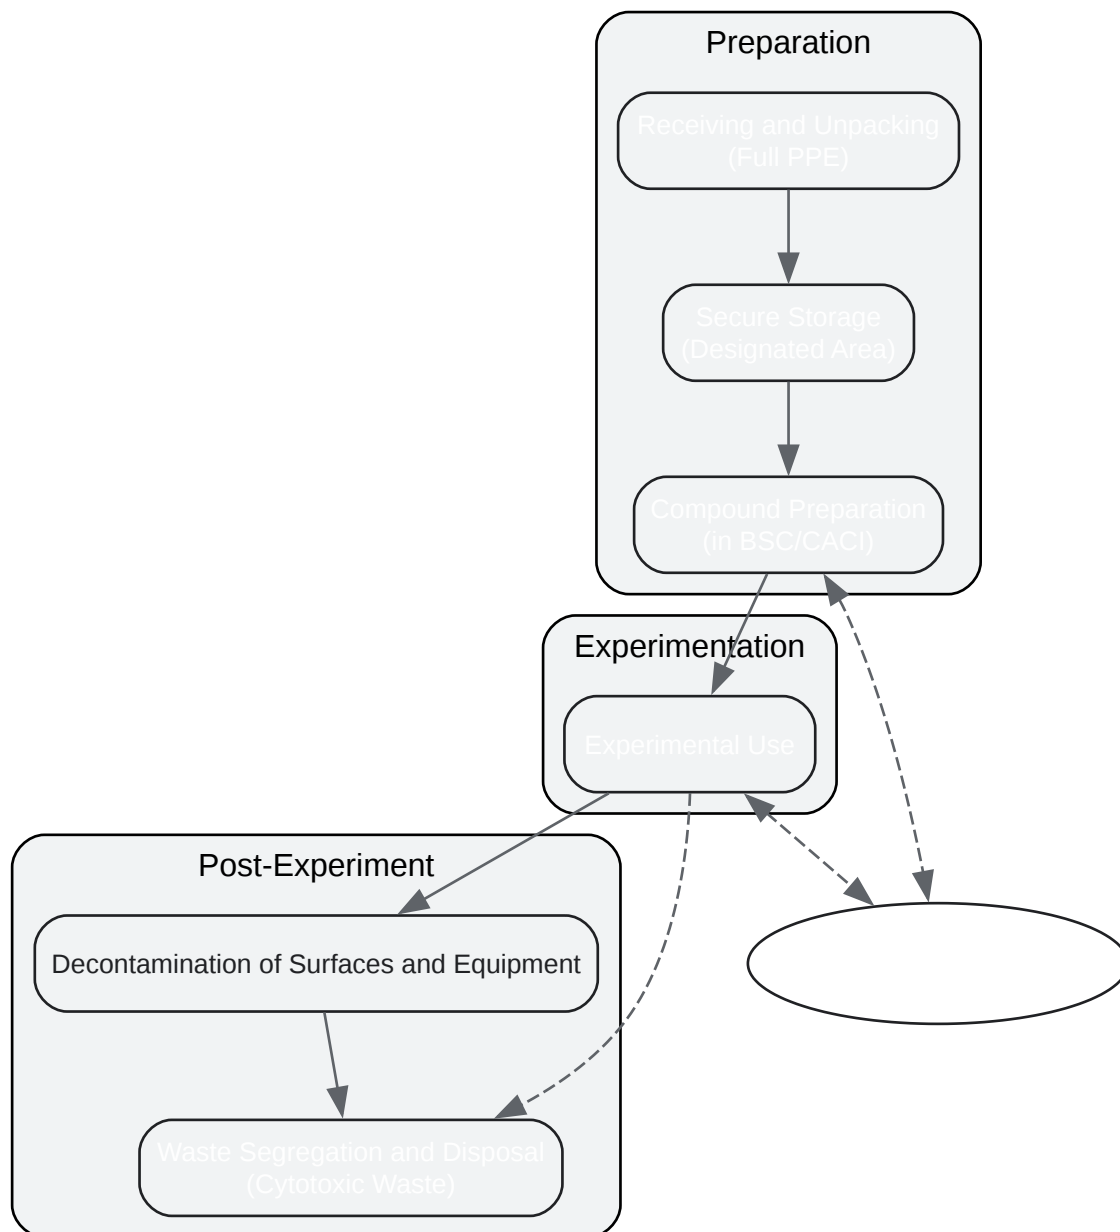 Preparation
Receiving and Unpacking
(Full PPE)
Secure Storage
(Designated Area)
Compound Preparation
(in BSC/CACI)
Experimentation
Experimental Use
Post-Experiment
Decontamination of Surfaces and Equipment
Waste Segregation and Disposal
(Cytotoxic Waste)